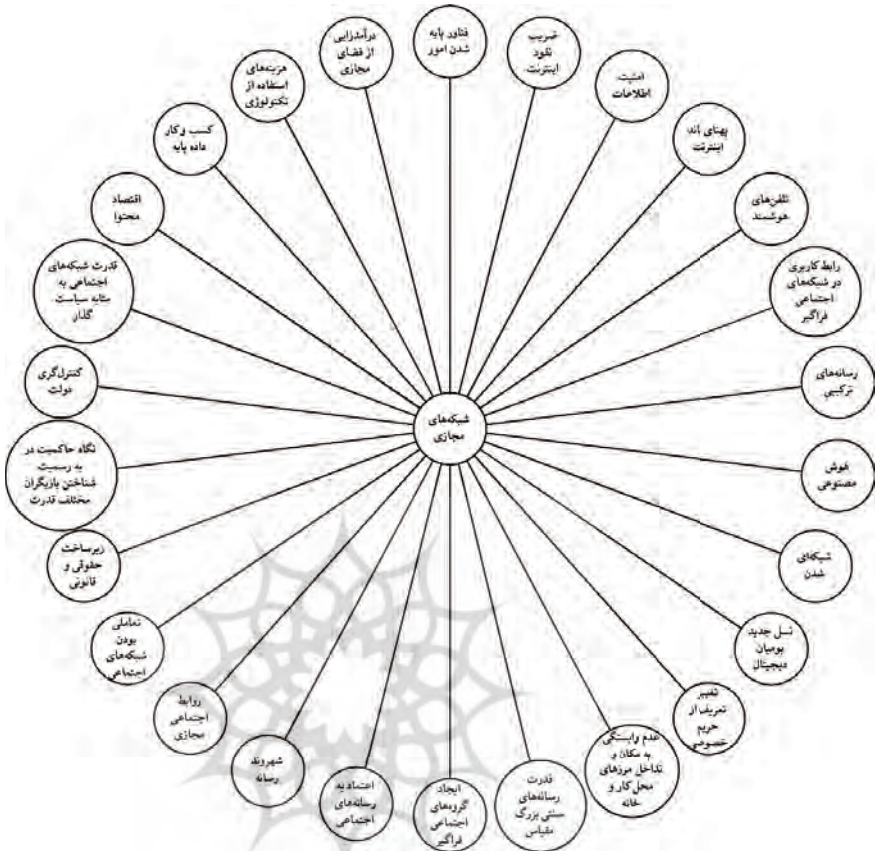 فناور پایه
شدن امور
ضریب
نفوذ
اینترنت
امنیت
اطلاعات
پهنای باند
اینترنت
تلفن‌های
هوشمند
رابط کاربری
در شبکه‌های
اجتماعی
فراگیر
رسانه‌های
ترکیبی
هوش
مصنوعی
شبکه‌ای
شدن
نسل جدید
بومیان
دیجیتال
تغییر
تعریف از
حریم
خصوصی
عدم وابستگی
به مکان و
تداخل مرزهای
محل کار و
خانه
قدرت
رسانه‌های
سنتی بزرگ
مقیاس
ایجاد
گروه‌های
اجتماعی
فراگیر
اعتماد به
رسانه‌های
اجتماعی
شهروند
رسانه
روابط
اجتماعی
مجازی
تعاملی
بودن
شبکه‌های
اجتماعی
زیرساخت
حقوقی و
قانونی
نگاه حاکمیت در
به رسمیت
شناختن بازیگران
مختلف قدرت
کنترل‌گری
دولت
قدرت شبکه‌های
اجتماعی به
مثابه سیاست
گذار
اقتصاد
محتوا
کسب وکار
داده پایه
هزینه‌های
استفاده از
تکنولوژی
درآمدزایی
از فضای
مجازی
شبکه‌های
مجازی